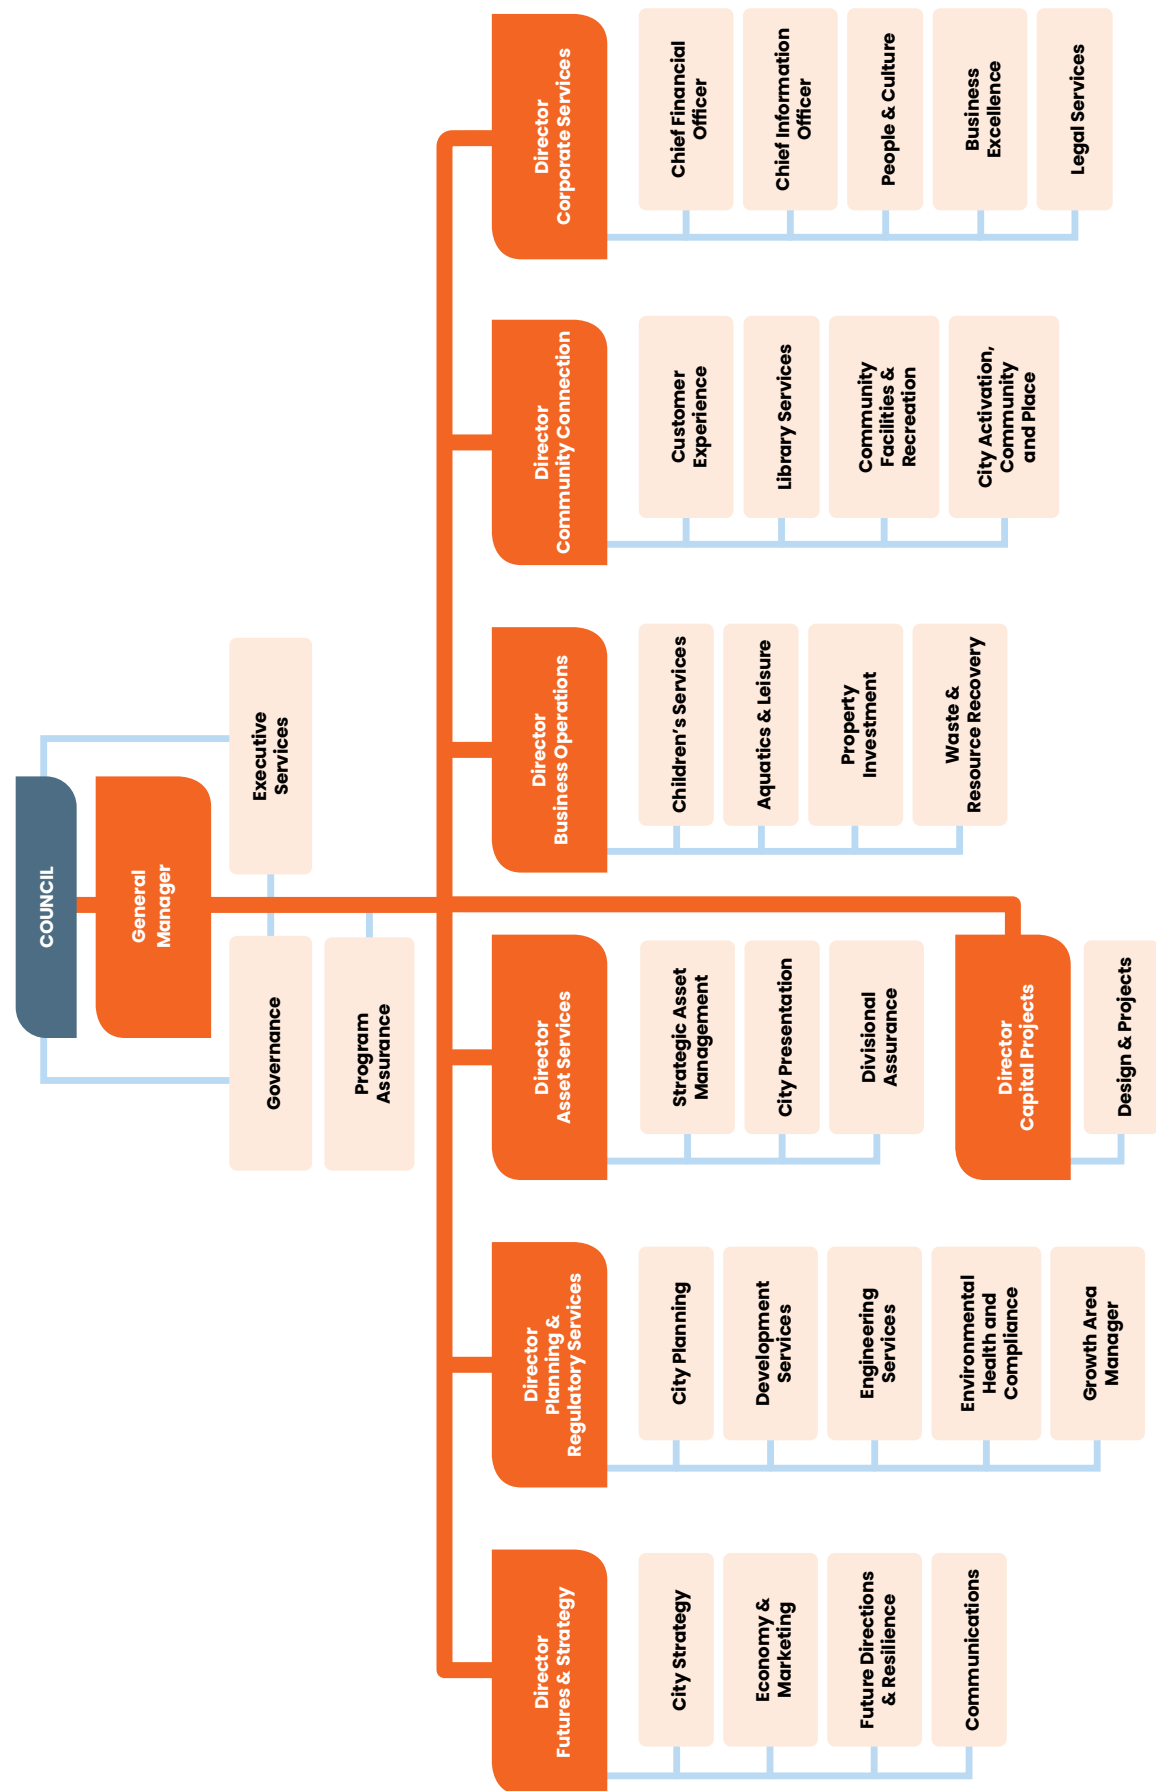 COUNCIL
General
Manager
Governance
Executive
Services
Program
Assurance
Director
Futures & Strategy
City Strategy
Economy &
Marketing
Future Directions
& Resilience
Communications
Director
Planning &
Regulatory Services
City Planning
Development
Services
Engineering
Services
Environmental
Health and
Compliance
Growth Area
Manager
Director
Asset Services
Strategic Asset
Management
City Presentation
Divisional
Assurance
Director
Capital Projects
Design & Projects
Director
Business Operations
Children’s Services
Aquatics & Leisure
Property
Investment
Waste &
Resource Recovery
Director
Community Connection
Customer
Experience
Library Services
Community
Facilities &
Recreation
City Activation,
Community
and Place
Director
Corporate Services
Chief Financial
Officer
Chief Information
Officer
People & Culture
Business
Excellence
Legal Services